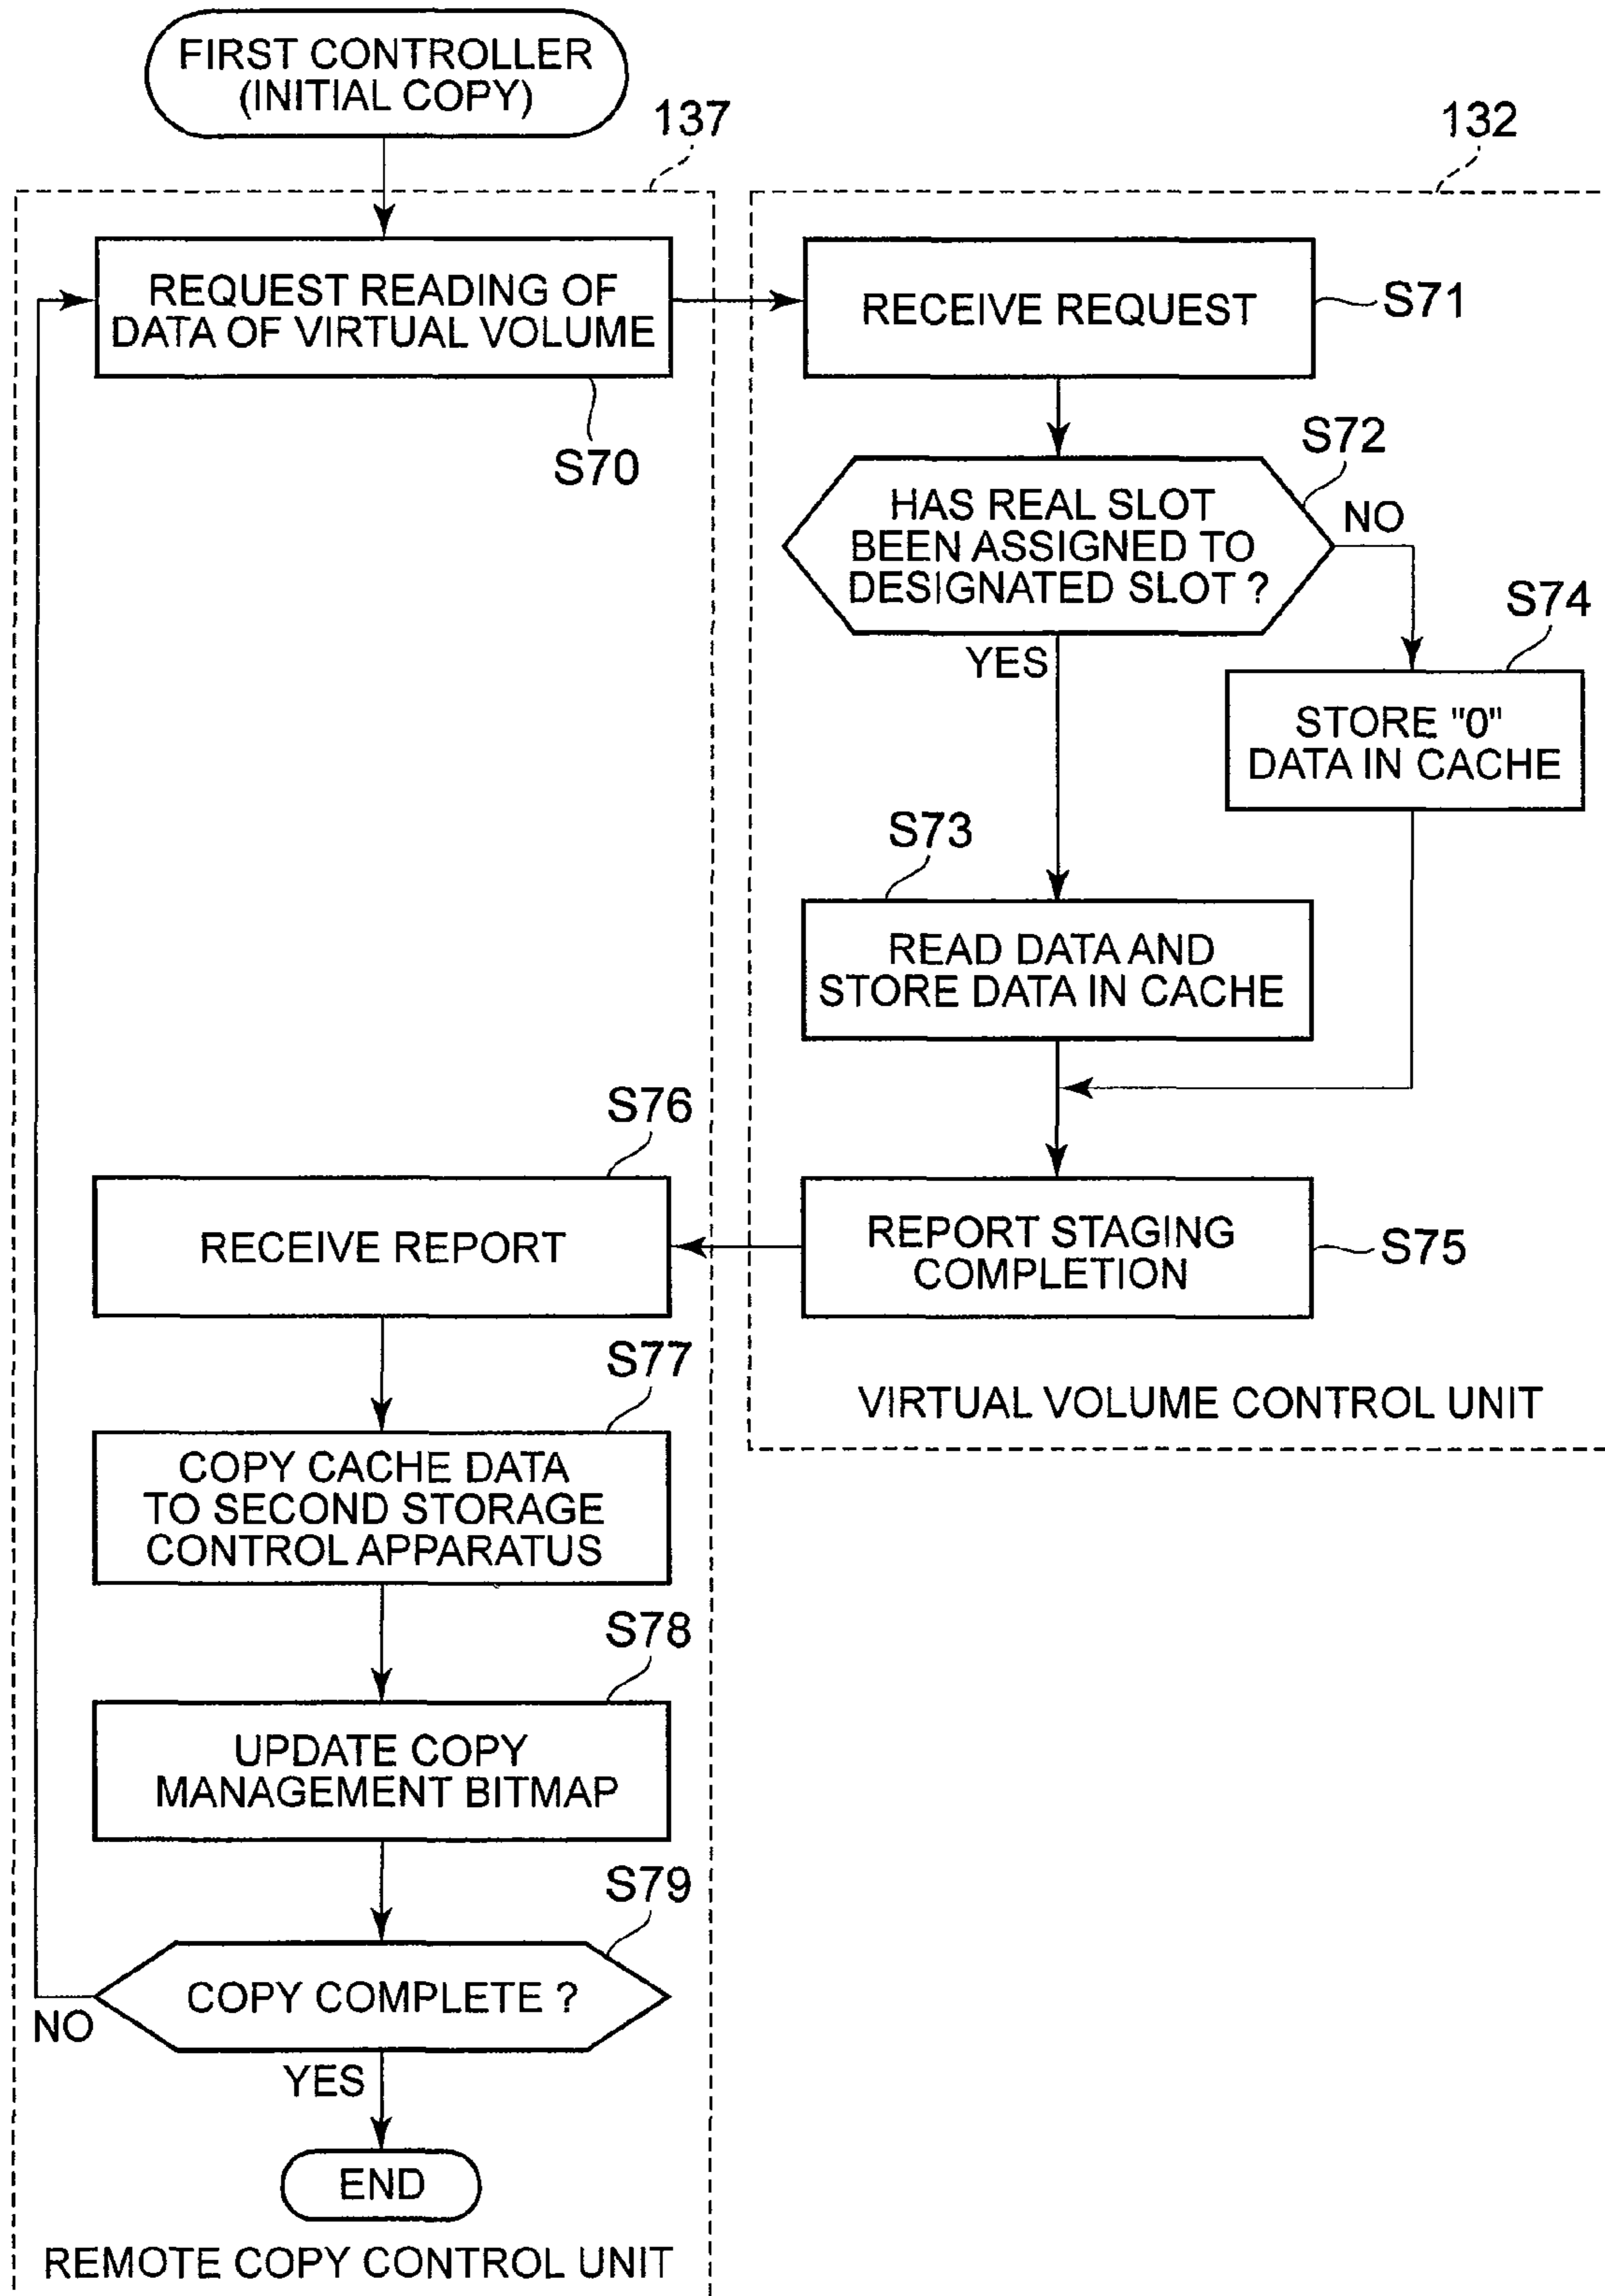 FIRST CONTROLLER
(INITIAL COPY)
137
132
REQUEST READING OF
DATA OF VIRTUAL VOLUME
S70
RECEIVE REQUEST
S71
S72
HAS REAL SLOT
BEEN ASSIGNED TO
DESIGNATED SLOT ?
NO
YES
S74
STORE "0"
DATA IN CACHE
S73
READ DATA AND
STORE DATA IN CACHE
S76
RECEIVE REPORT
REPORT STAGING
COMPLETION
S75
VIRTUAL VOLUME CONTROL UNIT
S77
COPY CACHE DATA
TO SECOND STORAGE
CONTROL APPARATUS
S78
UPDATE COPY
MANAGEMENT BITMAP
S79
COPY COMPLETE ?
NO
YES
END
REMOTE COPY CONTROL UNIT